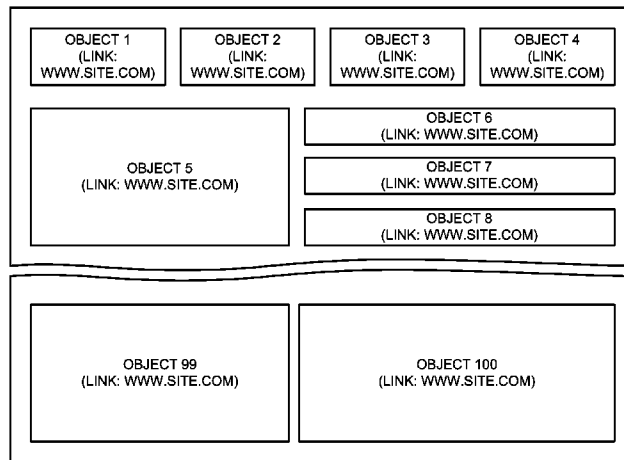 OBJECT 1
(LINK:
WWW.SITE.COM)
OBJECT 2
(LINK:
WWW.SITE.COM)
OBJECT 3
(LINK:
WWW.SITE.COM)
OBJECT 4
(LINK:
WWW.SITE.COM)
OBJECT 5
(LINK: WWW.SITE.COM)
OBJECT 6
(LINK: WWW.SITE.COM)
OBJECT 7
(LINK: WWW.SITE.COM)
OBJECT 8
(LINK: WWW.SITE.COM)
OBJECT 99
(LINK: WWW.SITE.COM)
OBJECT 100
(LINK: WWW.SITE.COM)